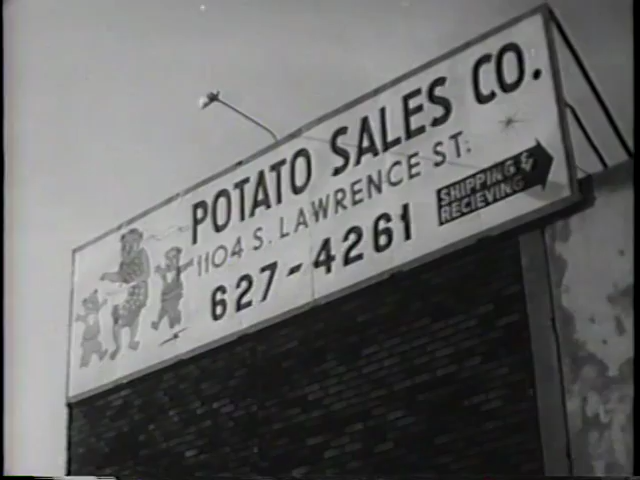 POTATO SALES CO.
1104 S. LAWRENCE ST.
627-4261
SHIPPING &
RECIEVING